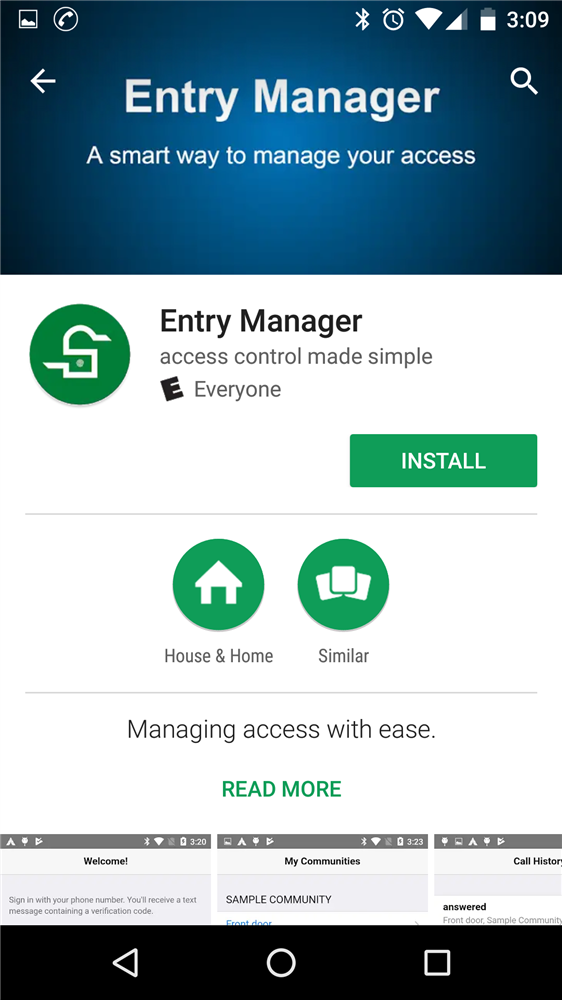 3:09
Entry Manager
A smart way to manage your access
Entry Manager
access control made simple
E Everyone
INSTALL
House & Home
Similar
Managing access with ease.
READ MORE
3:20
3:23
Welcome!
My Communities
Call History
Sign in with your phone number. You'll receive a text
message containing a verification code.
SAMPLE COMMUNITY
Front door
answered
Front door, Sample Community